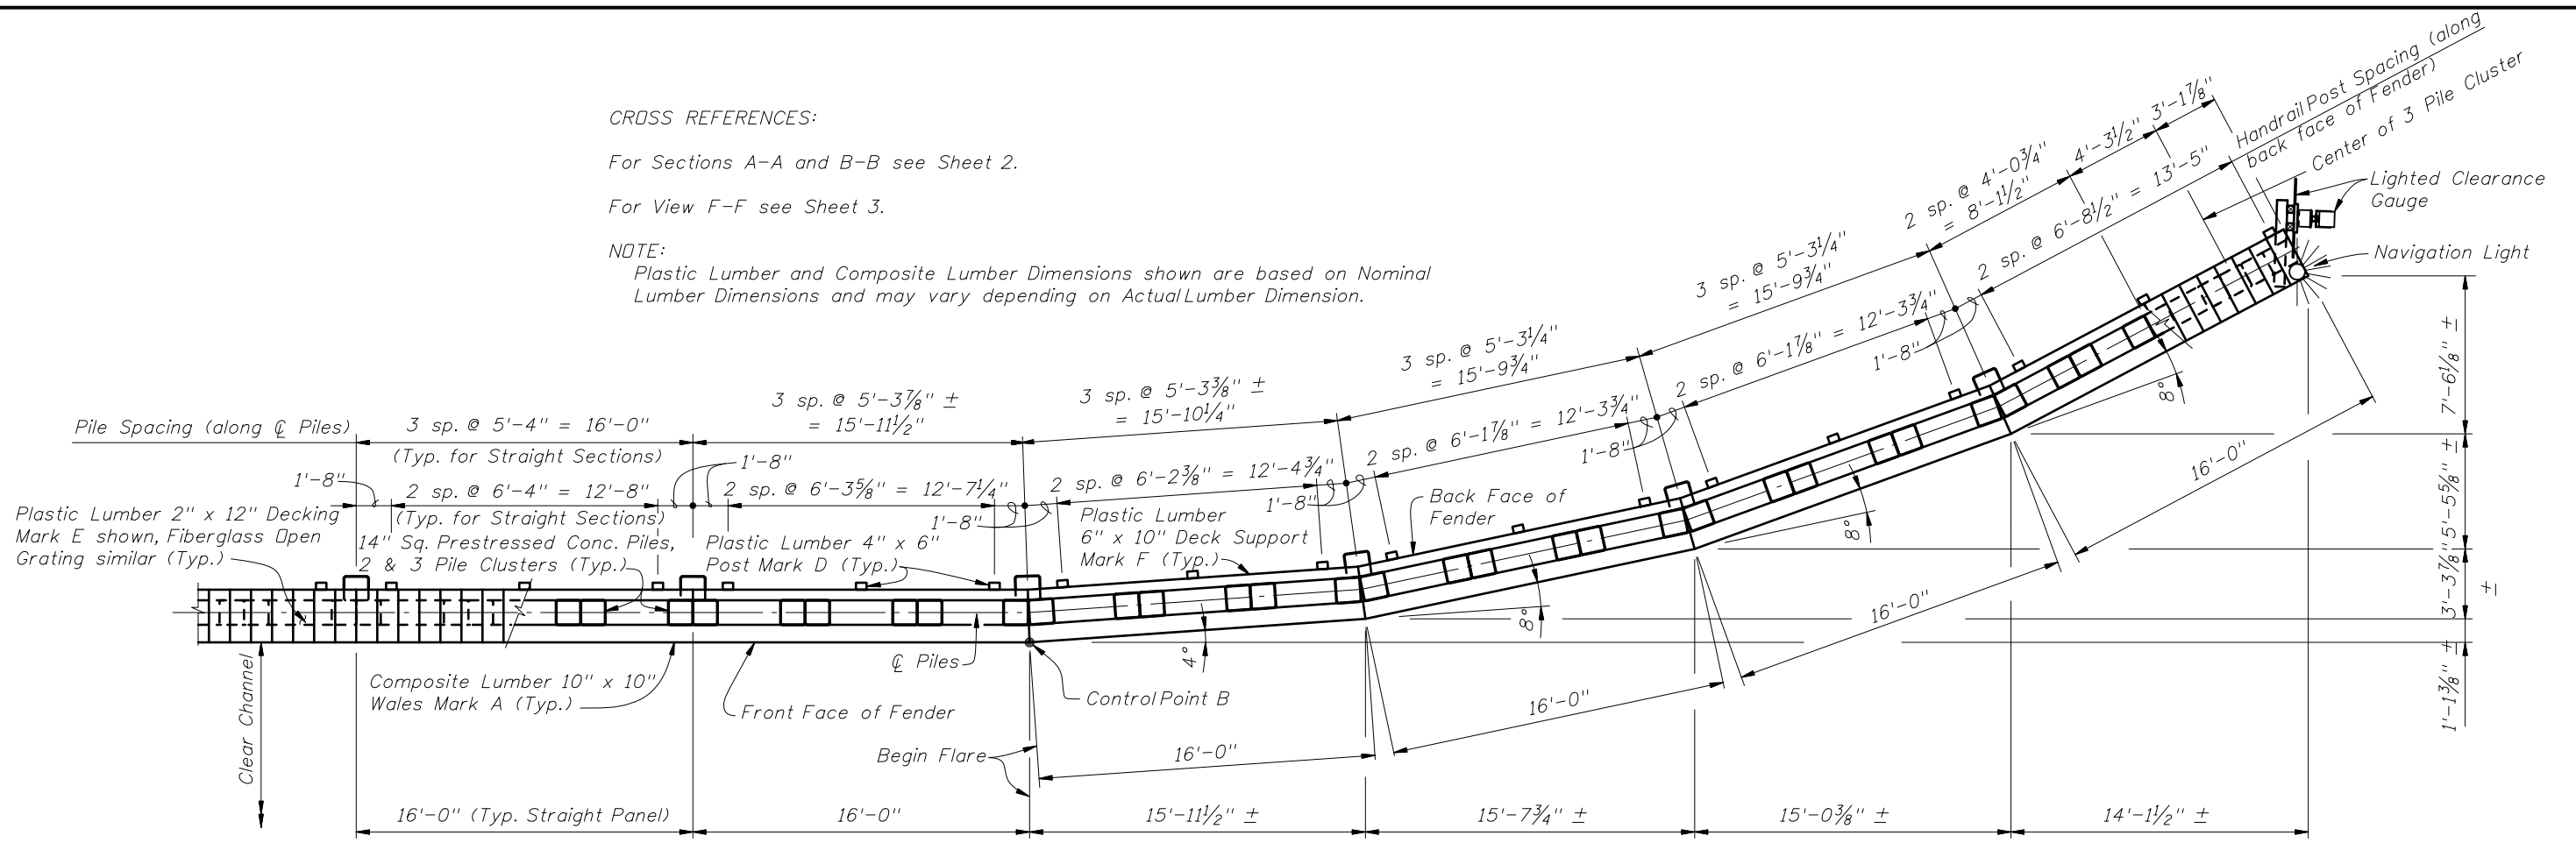 CROSS REFERENCES:
For Sections A-A and B-B see Sheet 2.
For View F-F see Sheet 3.
NOTE:
Plastic Lumber and Composite Lumber Dimensions shown are based on Nominal
Lumber Dimensions and may vary depending on Actual Lumber Dimension.
Handrail Post Spacing (along
back face of Fender)
Center of 3 Pile Cluster
Lighted Clearance
Gauge
Navigation Light
3'-1⅞"
4'-3½"
2 sp. @ 4'-0¾"
= 8'-1½"
2 sp. @ 6'-8½" = 13'-5"
3 sp. @ 5'-3¼"
= 15'-9¾"
2 sp. @ 6'-1⅞" = 12'-3¾"
1'-8"
3 sp. @ 5'-3¼"
= 15'-9¾"
2 sp. @ 6'-1⅞" = 12'-3¾"
1'-8"
3 sp. @ 5'-3⅜" ±
= 15'-10¼"
2 sp. @ 6'-2⅜" = 12'-4¾"
1'-8"
3 sp. @ 5'-3⅞" ±
= 15'-11½"
2 sp. @ 6'-3⅝" = 12'-7¼"
1'-8"
1'-8"
Pile Spacing (along ℄ Piles)
3 sp. @ 5'-4" = 16'-0"
(Typ. for Straight Sections)
1'-8"
2 sp. @ 6'-4" = 12'-8"
(Typ. for Straight Sections)
Plastic Lumber 2" x 12" Decking
Mark E shown, Fiberglass Open
Grating similar (Typ.)
14" Sq. Prestressed Conc. Piles,
2 & 3 Pile Clusters (Typ.)
Plastic Lumber 4" x 6"
Post Mark D (Typ.)
Plastic Lumber
6" x 10" Deck Support
Mark F (Typ.)
Back Face of
Fender
℄ Piles
4°
8°
8°
8°
Composite Lumber 10" x 10"
Wales Mark A (Typ.)
Front Face of Fender
Control Point B
Begin Flare
Clear Channel
16'-0"
16'-0"
16'-0"
16'-0"
7'-6⅛" ±
5'-5⅝" ±
3'-3⅞" ±
1'-1⅜" ±
16'-0" (Typ. Straight Panel)
16'-0"
15'-11½" ±
15'-7¾" ±
15'-0⅜" ±
14'-1½" ±